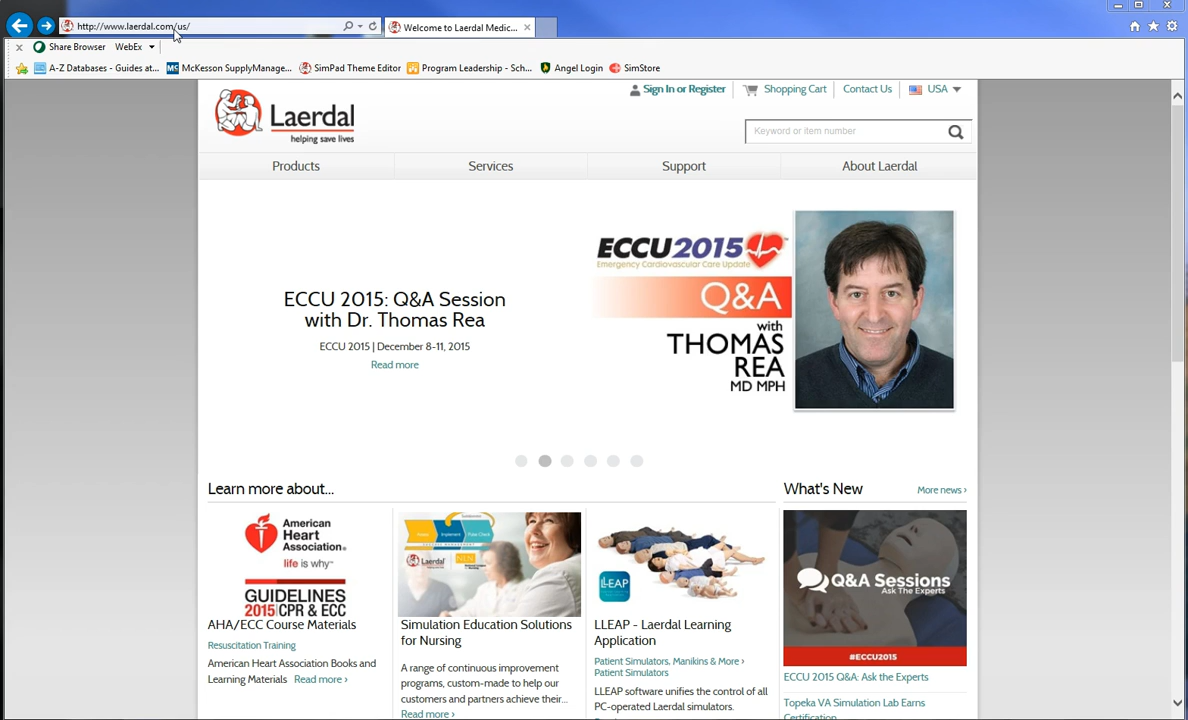 http://www.laerdal.com/us/
Welcome to Laerdal Medic...
Share Browser WebEx
A-Z Databases - Guides at...
McKesson SupplyManage...
SimPad Theme Editor
Program Leadership - Sch...
Angel Login
SimStore
Sign In or Register
Shopping Cart
Contact Us
USA
Laerdal
helping save lives
Keyword or item number
Products
Services
Support
About Laerdal
ECCU 2015: Q&A Session
with Dr. Thomas Rea
ECCU 2015 | December 8-11, 2015
Read more
ECCU2015
Emergency Cardiovascular Care Update
Q&A
with
THOMAS
REA
MD MPH
Learn more about...
American
Heart
Association®
life is why™
GUIDELINES
2015 | CPR & ECC
AHA/ECC Course Materials
Resuscitation Training
American Heart Association Books and
Learning Materials Read more ›
Laerdal
Simulation Education Solutions
for Nursing
A range of continuous improvement
programs, custom-made to help our
customers and partners achieve their...
Read more ›
LLEAP
LLEAP - Laerdal Learning
Application
Patient Simulators, Manikins & More ›
Patient Simulators
LLEAP software unifies the control of all
PC-operated Laerdal simulators.
What's New
More news ›
Q&A Sessions
Ask The Experts
#ECCU2015
ECCU 2015 Q&A: Ask the Experts
Topeka VA Simulation Lab Earns
Certification